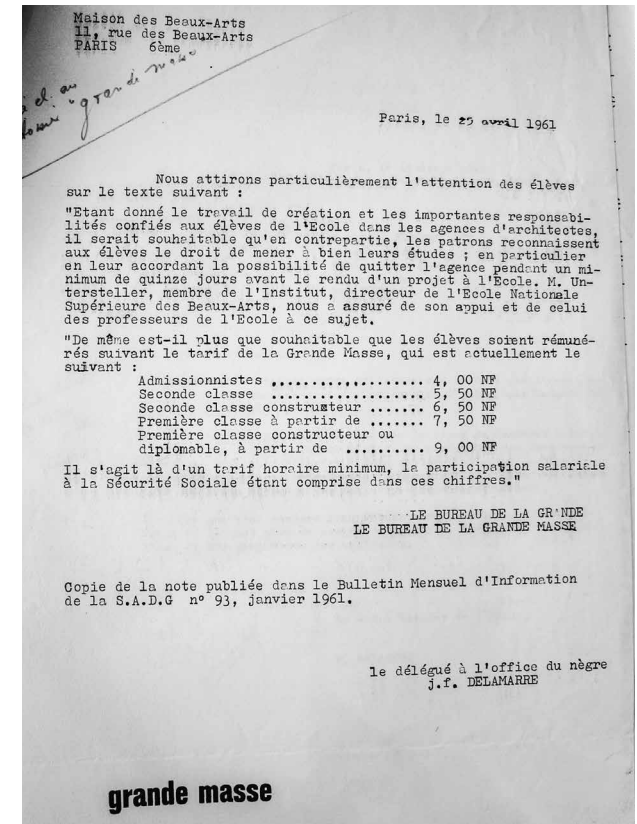 Maison des Beaux-Arts
11, rue des Beaux-Arts
PARIS 6ème
"grande masse
Paris, le 25 avril 1961
Nous attirons particulièrement l'attention des élèves
sur le texte suivant :
"Etant donné le travail de création et les importantes responsabi-
lités confiés aux élèves de l'Ecole dans les agences d'architectes,
il serait souhaitable qu'en contrepartie, les patrons reconnaissent
aux élèves le droit de mener à bien leurs études ; en particulier
en leur accordant la possibilité de quitter l'agence pendant un mi-
nimum de quinze jours avant le rendu d'un projet à l'Ecole. M. Un-
tersteller, membre de l'Institut, directeur de l'Ecole Nationale
Supérieure des Beaux-Arts, nous a assuré de son appui et de celui
des professeurs de l'Ecole à ce sujet.
"De même est-il plus que souhaitable que les élèves soient rémuné-
rés suivant le tarif de la Grande Masse, qui est actuellement le
suivant :
Admissionnistes ................... 4, 00 NF
Seconde classe ................... 5, 50 NF
Seconde classe constructeur ....... 6, 50 NF
Première classe à partir de ....... 7, 50 NF
Première classe constructeur ou
diplomable, à partir de .......... 9, 00 NF
Il s'agit là d'un tarif horaire minimum, la participation salariale
à la Sécurité Sociale étant comprise dans ces chiffres."
LE BUREAU DE LA GRANDE
LE BUREAU DE LA GRANDE MASSE
Copie de la note publiée dans le Bulletin Mensuel d'Information
de la S.A.D.G n° 93, janvier 1961.
le délégué à l'office du nègre
j.f. DELAMARRE
grande masse